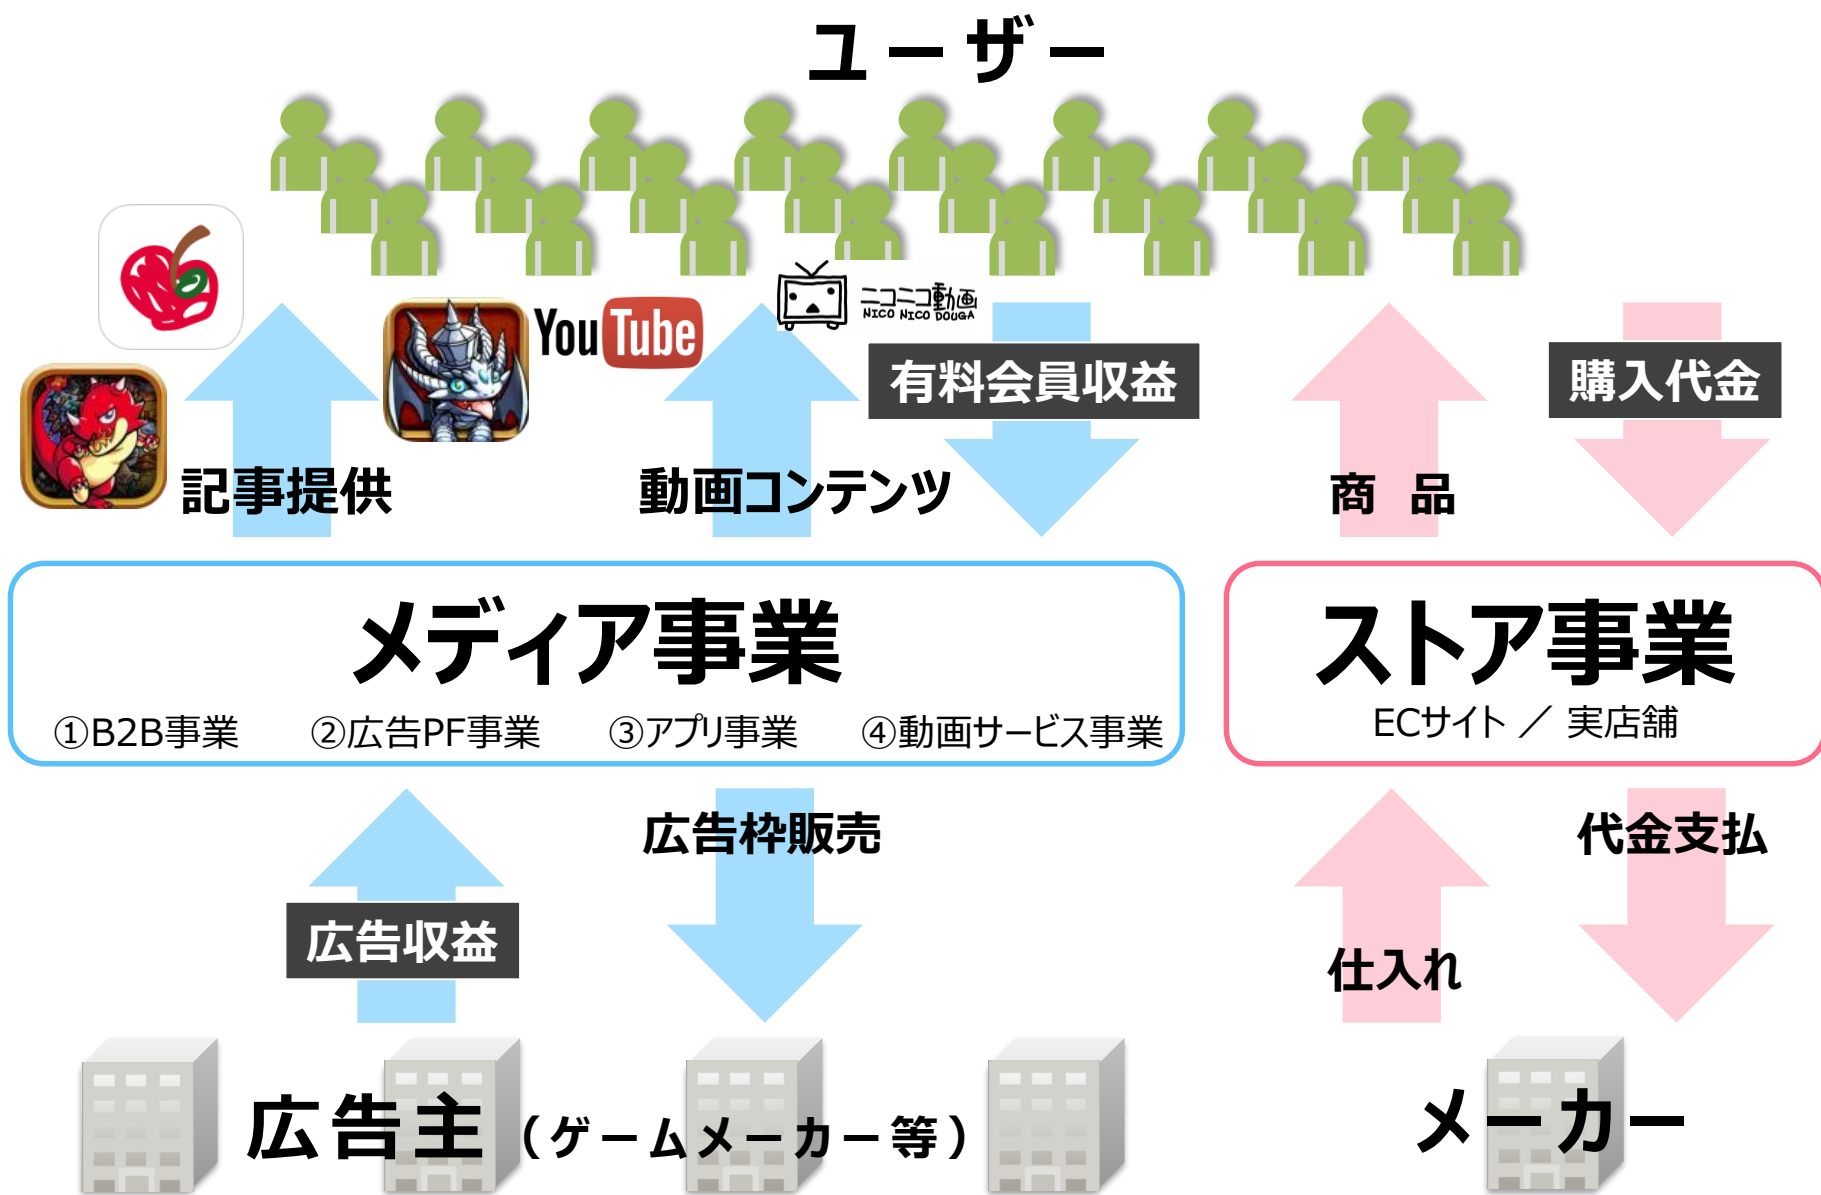 ユーザー
YouTube
ニコニコ動画
NICO NICO DOUGA
有料会員収益
購入代金
記事提供
動画コンテンツ
商 品
メディア事業
①B2B事業 ②広告PF事業 ③アプリ事業 ④動画サービス事業
ストア事業
ECサイト ／ 実店舗
広告枠販売
代金支払
広告収益
仕入れ
広告主（ゲームメーカー等）
メーカー